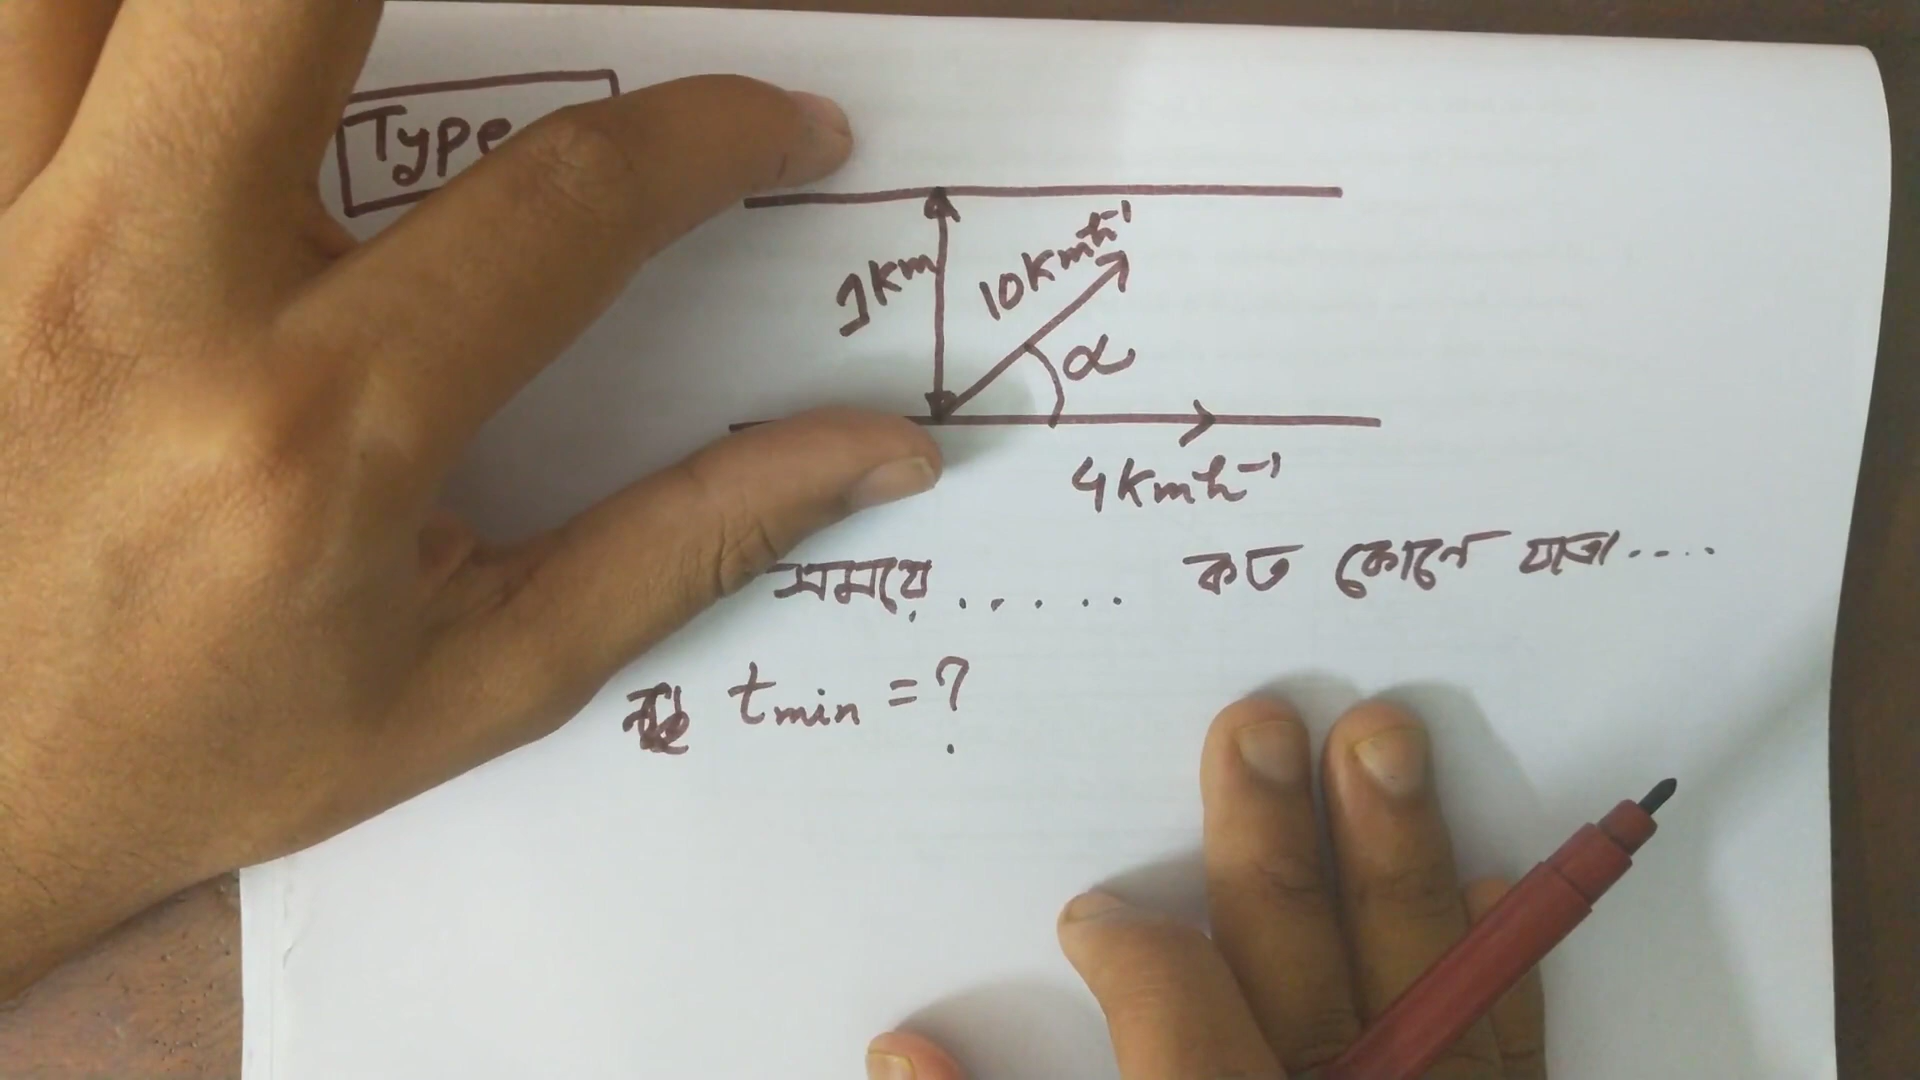 Type
1km
10kmh⁻¹
α
4kmh⁻¹
সময়ে ...... কত কোণে যাত্রা....
tmin = ?